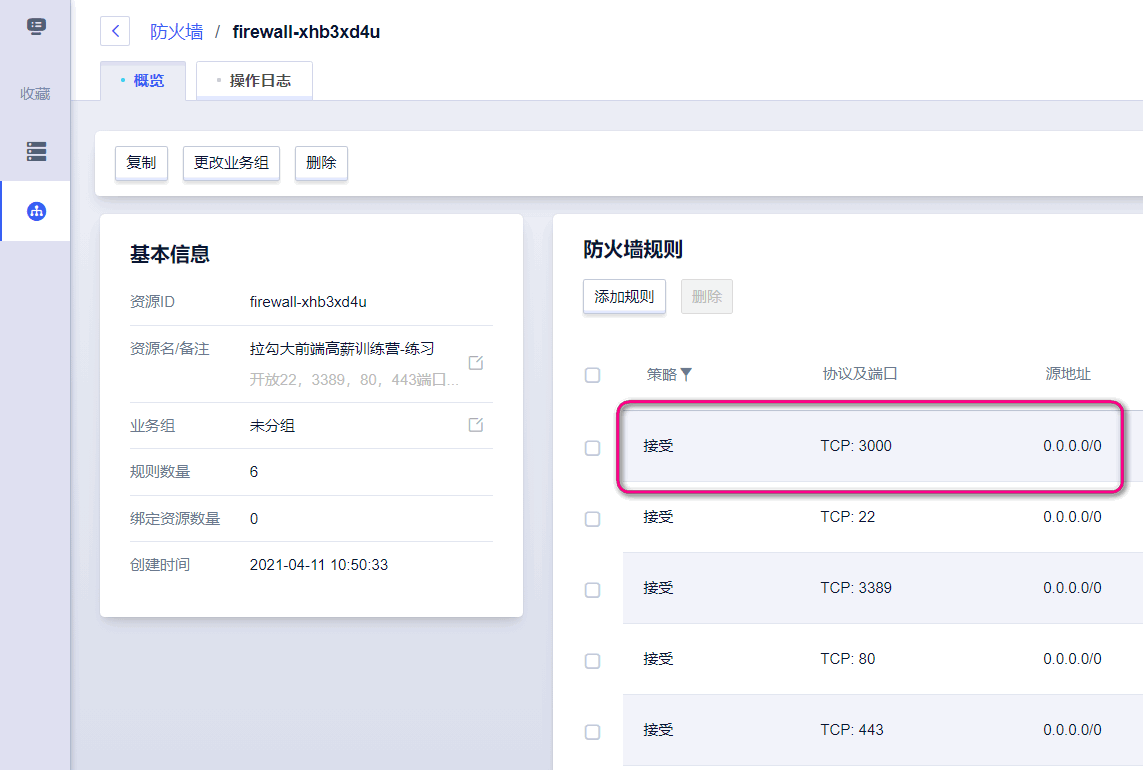 收藏
防火墙 / firewall-xhb3xd4u
概览 操作日志
复制 更改业务组 删除
基本信息
资源ID firewall-xhb3xd4u
资源名/备注 拉勾大前端高薪训练营-练习
开放22，3389，80，443端口...
业务组 未分组
规则数量 6
绑定资源数量 0
创建时间 2021-04-11 10:50:33
防火墙规则
添加规则 删除
策略 协议及端口 源地址
接受 TCP: 3000 0.0.0.0/0
接受 TCP: 22 0.0.0.0/0
接受 TCP: 3389 0.0.0.0/0
接受 TCP: 80 0.0.0.0/0
接受 TCP: 443 0.0.0.0/0